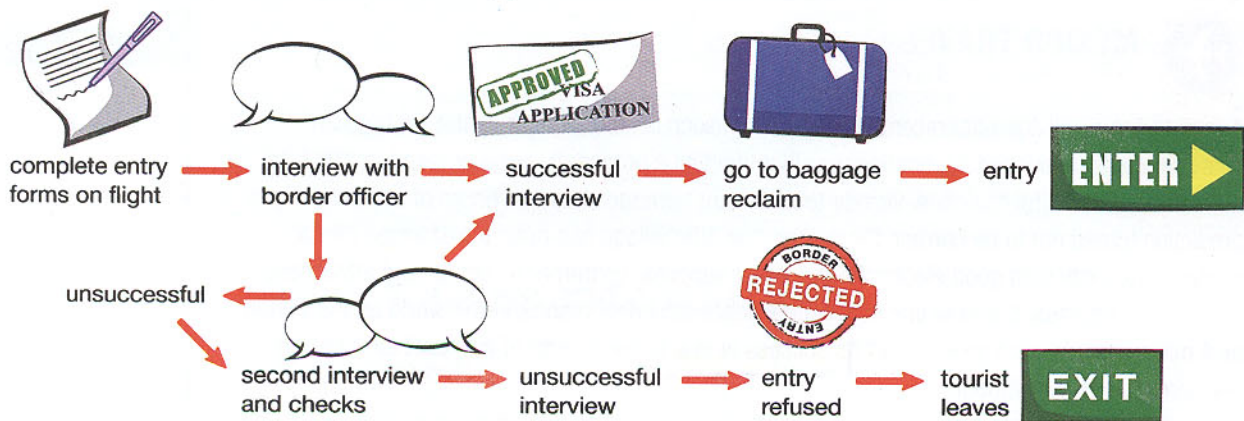 APPROVED
VISA
APPLICATION
complete entry
forms on flight
interview with
border officer
successful
interview
go to baggage
reclaim
entry
ENTER
unsuccessful
BORDER
REJECTED
ENTRY
second interview
and checks
unsuccessful
interview
entry
refused
tourist
leaves
EXIT